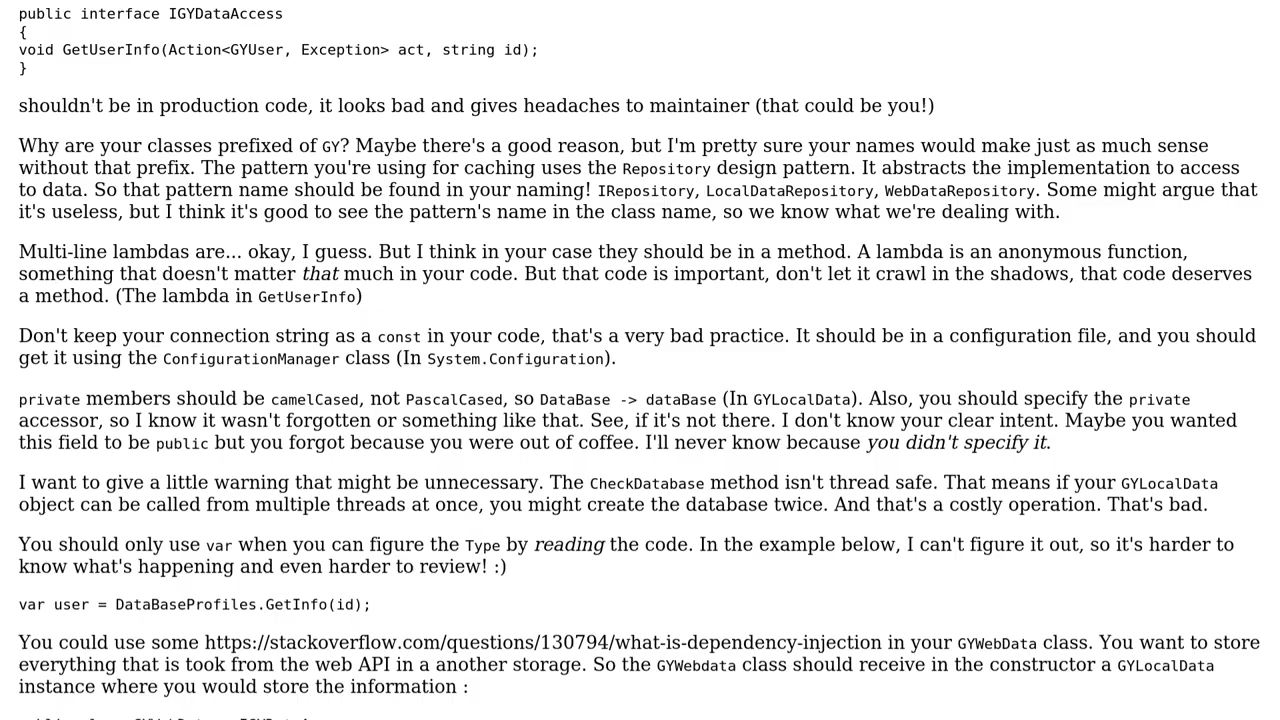 public interface IGYDataAccess
{
void GetUserInfo(Action<GYUser, Exception> act, string id);
}
shouldn't be in production code, it looks bad and gives headaches to maintainer (that could be you!)
Why are your classes prefixed of GY? Maybe there's a good reason, but I'm pretty sure your names would make just as much sense
without that prefix. The pattern you're using for caching uses the Repository design pattern. It abstracts the implementation to access
to data. So that pattern name should be found in your naming! IRepository, LocalDataRepository, WebDataRepository. Some might argue that
it's useless, but I think it's good to see the pattern's name in the class name, so we know what we're dealing with.
Multi-line lambdas are... okay, I guess. But I think in your case they should be in a method. A lambda is an anonymous function,
something that doesn't matter that much in your code. But that code is important, don't let it crawl in the shadows, that code deserves
a method. (The lambda in GetUserInfo)
Don't keep your connection string as a const in your code, that's a very bad practice. It should be in a configuration file, and you should
get it using the ConfigurationManager class (In System.Configuration).
private members should be camelCased, not PascalCased, so DataBase -> dataBase (In GYLocalData). Also, you should specify the private
accessor, so I know it wasn't forgotten or something like that. See, if it's not there. I don't know your clear intent. Maybe you wanted
this field to be public but you forgot because you were out of coffee. I'll never know because you didn't specify it.
I want to give a little warning that might be unnecessary. The CheckDatabase method isn't thread safe. That means if your GYLocalData
object can be called from multiple threads at once, you might create the database twice. And that's a costly operation. That's bad.
You should only use var when you can figure the Type by reading the code. In the example below, I can't figure it out, so it's harder to
know what's happening and even harder to review! :)
var user = DataBaseProfiles.GetInfo(id);
You could use some https://stackoverflow.com/questions/130794/what-is-dependency-injection in your GYWebData class. You want to store
everything that is took from the web API in a another storage. So the GYWebdata class should receive in the constructor a GYLocalData
instance where you would store the information :